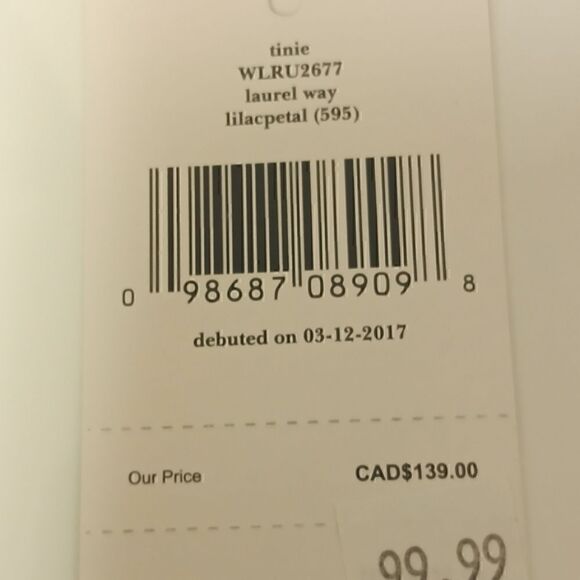 tinie
WLRU2677
laurel way
lilacpetal (595)
0 98687 08909 8
debuted on 03-12-2017
Our Price CAD$139.00
99.99